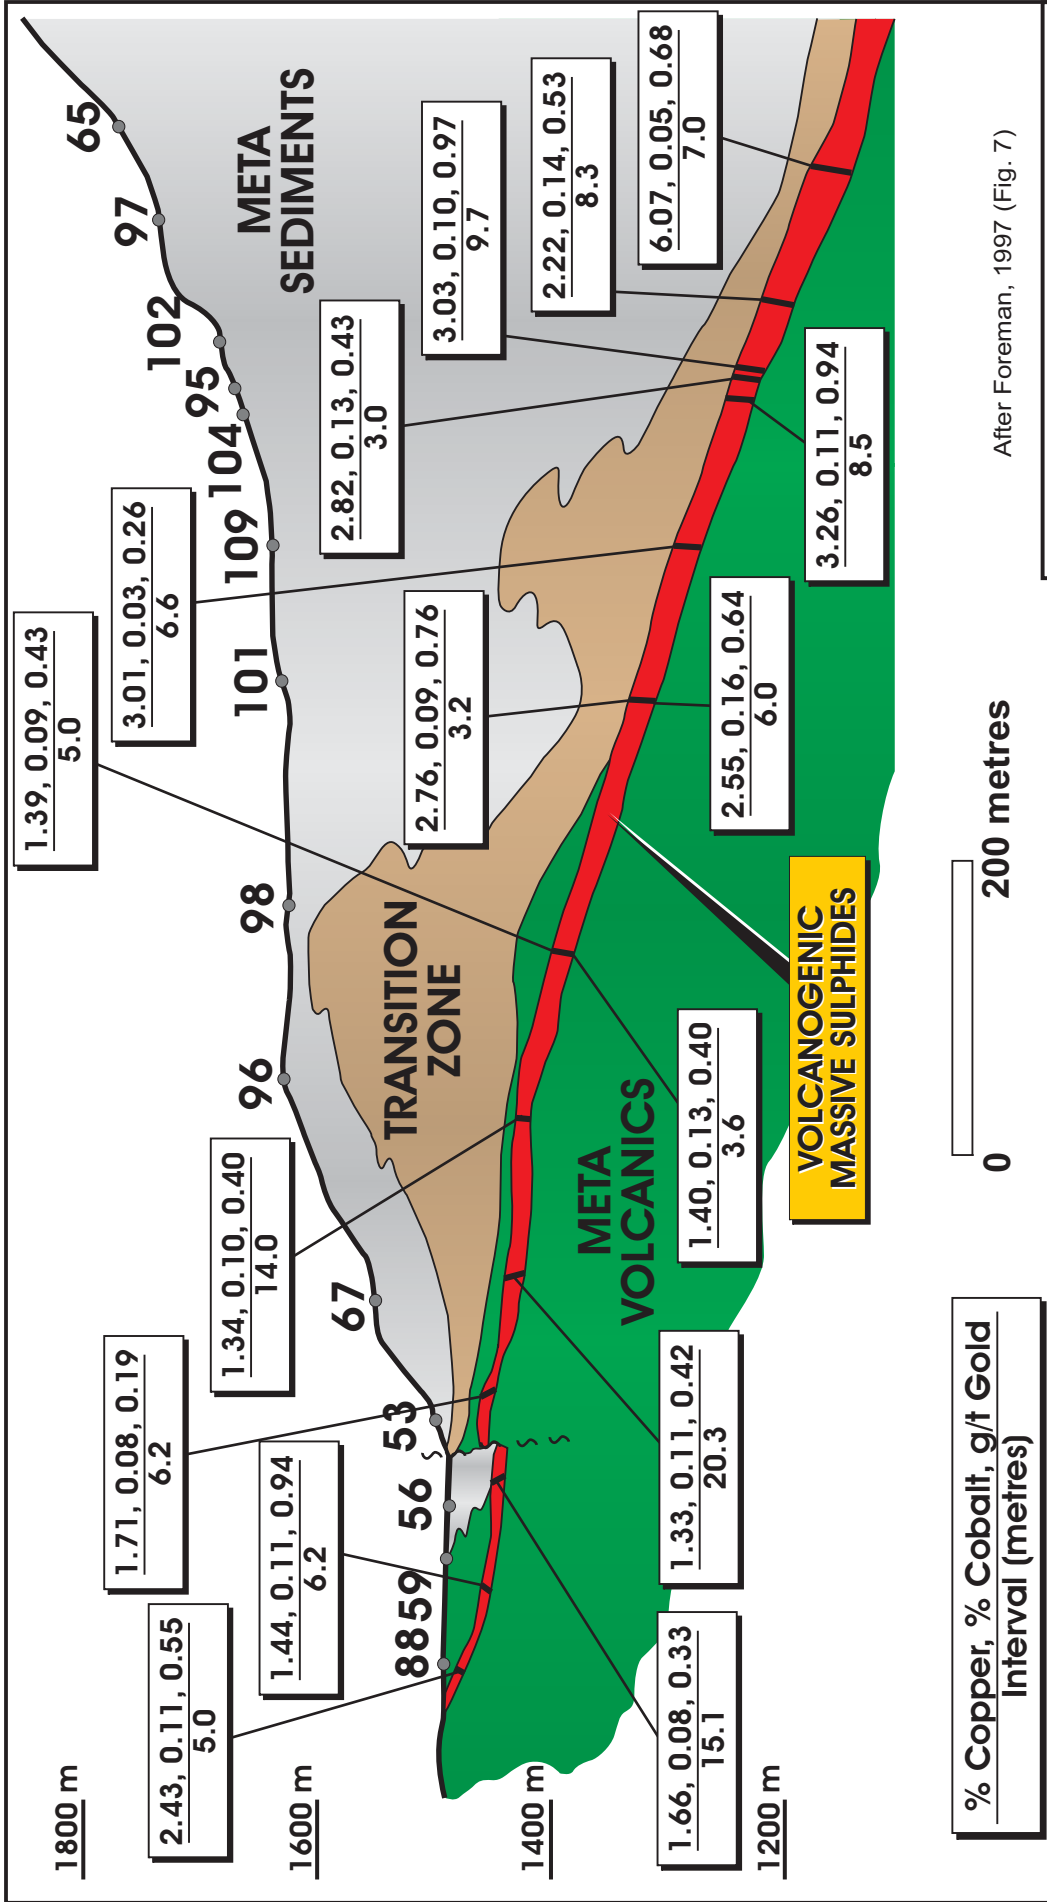 1800 m
1600 m
1400 m
1200 m
88
59
56
53
67
96
98
101
109
104
95
102
97
65
2.43, 0.11, 0.55
5.0
1.71, 0.08, 0.19
6.2
1.44, 0.11, 0.94
6.2
1.34, 0.10, 0.40
14.0
1.39, 0.09, 0.43
5.0
3.01, 0.03, 0.26
6.6
2.76, 0.09, 0.76
3.2
2.82, 0.13, 0.43
3.0
3.03, 0.10, 0.97
9.7
2.22, 0.14, 0.53
8.3
6.07, 0.05, 0.68
7.0
META
SEDIMENTS
TRANSITION
ZONE
META
VOLCANICS
1.66, 0.08, 0.33
15.1
1.33, 0.11, 0.42
20.3
1.40, 0.13, 0.40
3.6
2.55, 0.16, 0.64
6.0
3.26, 0.11, 0.94
8.5
VOLCANOGENIC
MASSIVE SULPHIDES
% Copper, % Cobalt, g/t Gold
Interval (metres)
0
200 metres
After Foreman, 1997 (Fig. 7)